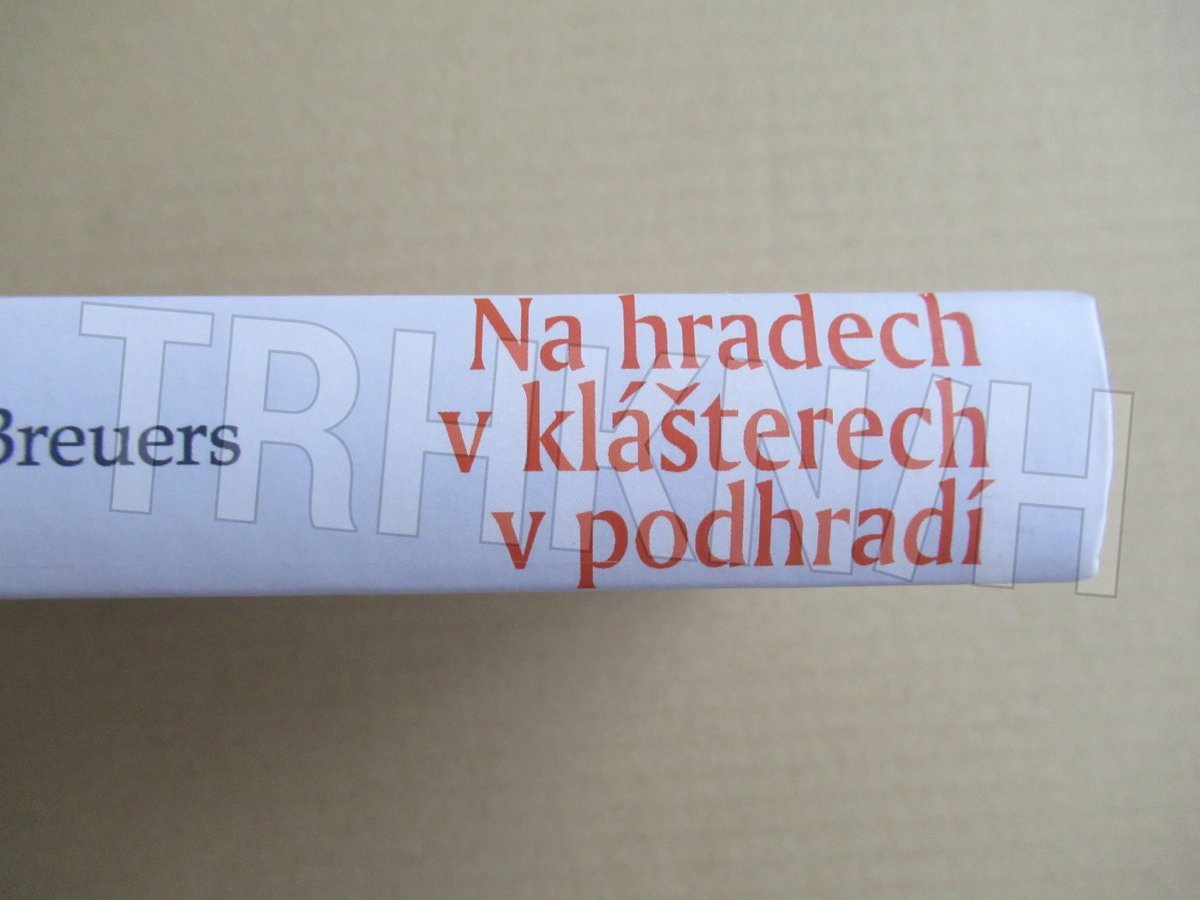 Breuers
Na hradech
v klášterech
v podhradí
TRHKNIH